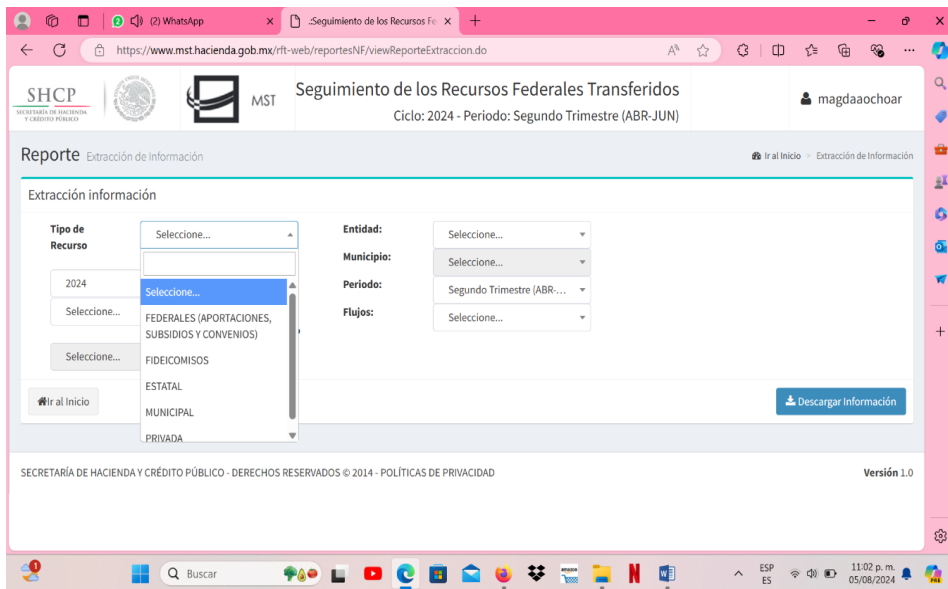 (2) WhatsApp
.:Seguimiento de los Recursos Fe
https://www.mst.hacienda.gob.mx/rft-web/reportesNF/viewReporteExtraccion.do
SHCP
SECRETARÍA DE HACIENDA
Y CRÉDITO PÚBLICO
MST
Seguimiento de los Recursos Federales Transferidos
Ciclo: 2024 - Periodo: Segundo Trimestre (ABR-JUN)
magdaaochoar
Reporte Extracción de Información
Ir al Inicio > Extracción de Información
Extracción información
Tipo de
Recurso
Seleccione...
Entidad:
Seleccione...
Municipio:
Seleccione...
2024
Periodo:
Segundo Trimestre (ABR-...
Seleccione...
Flujos:
Seleccione...
Seleccione...
Seleccione...
FEDERALES (APORTACIONES,
SUBSIDIOS Y CONVENIOS)
FIDEICOMISOS
ESTATAL
MUNICIPAL
PRIVADA
Ir al Inicio
Descargar Información
SECRETARÍA DE HACIENDA Y CRÉDITO PÚBLICO - DERECHOS RESERVADOS © 2014 - POLÍTICAS DE PRIVACIDAD
Versión 1.0
1
Buscar
amazon
ESP
ES
11:02 p. m.
05/08/2024
PRE